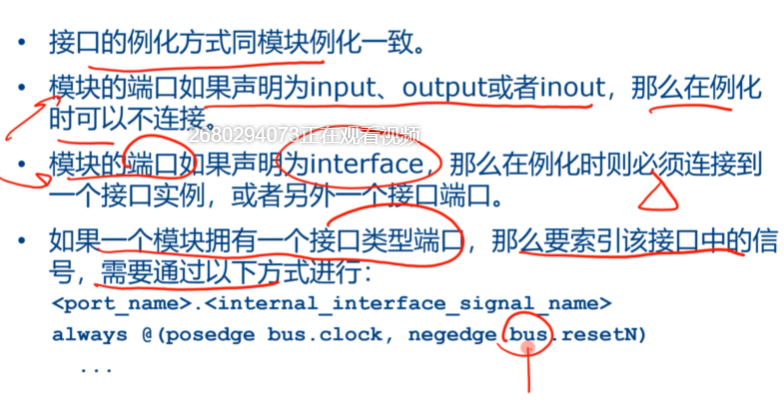 • 接口的例化方式同模块例化一致。
• 模块的端口如果声明为input、output或者inout，那么在例化
时可以不连接。
2680294073正在观看视频
• 模块的端口如果声明为interface，那么在例化时则必须连接到
一个接口实例，或者另外一个接口端口。
• 如果一个模块拥有一个接口类型端口，那么要索引该接口中的信
号，需要通过以下方式进行：
<port_name>.<internal_interface_signal_name>
always @(posedge bus.clock, negedge bus.resetN)
...